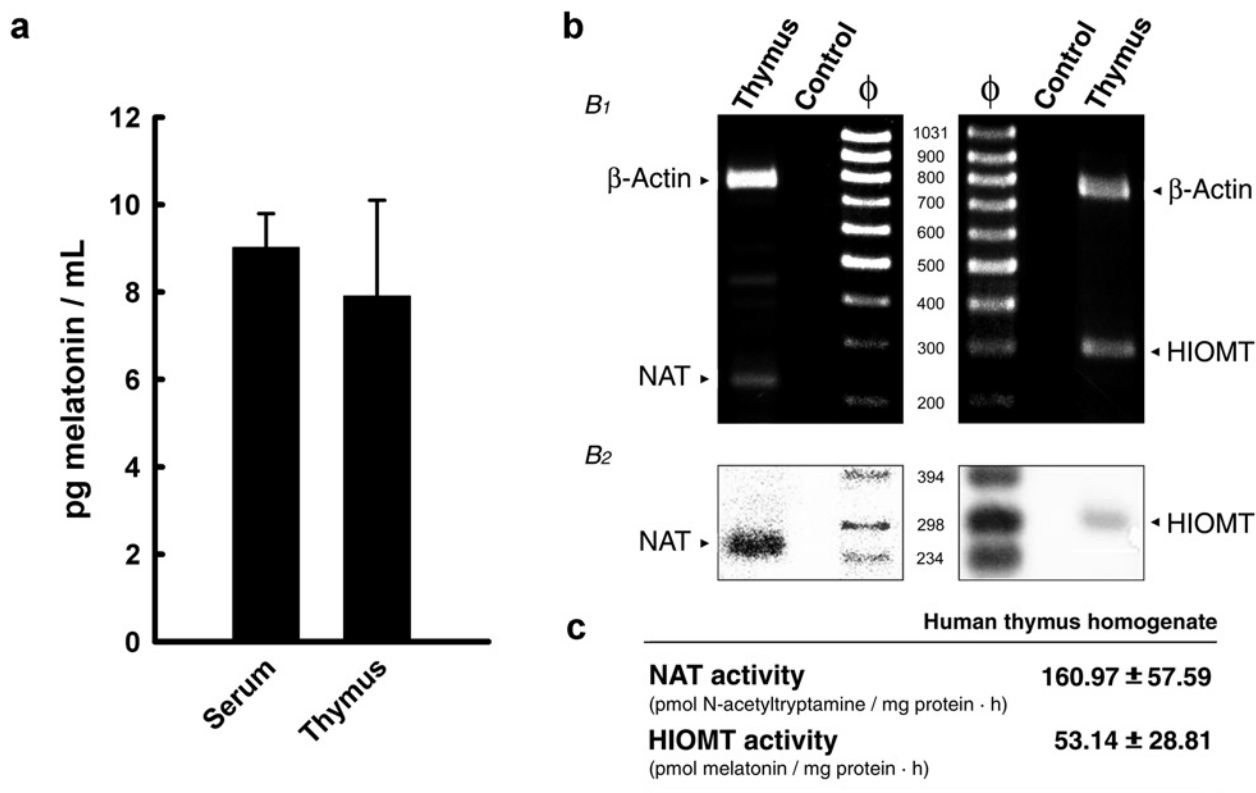 a
pg melatonin / mL
12
10
8
6
4
2
0
Serum
Thymus
b
Thymus
Control
ϕ
ϕ
Control
Thymus
B1
β-Actin
NAT
1031
900
800
700
600
500
400
300
200
β-Actin
HIOMT
B2
NAT
394
298
234
HIOMT
c
Human thymus homogenate
NAT activity
160.97 ± 57.59
(pmol N-acetyltryptamine / mg protein · h)
HIOMT activity
53.14 ± 28.81
(pmol melatonin / mg protein · h)